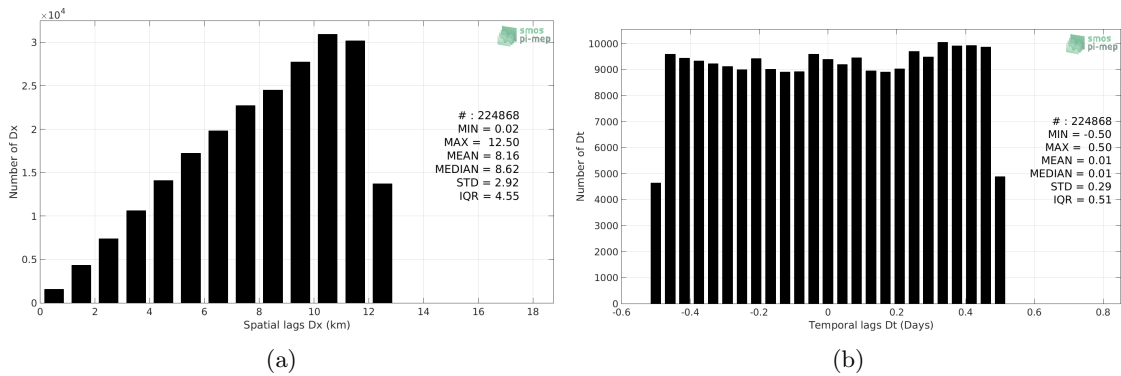 ×10⁴
3
2.5
2
1.5
1
0.5
0
0 2 4 6 8 10 12 14 16 18
Number of Dx
Spatial lags Dx (km)
smos
pi-mep
# : 224868
MIN = 0.02
MAX = 12.50
MEAN = 8.16
MEDIAN = 8.62
STD = 2.92
IQR = 4.55
(a)
10000
9000
8000
7000
6000
5000
4000
3000
2000
1000
0
-0.6 -0.4 -0.2 0 0.2 0.4 0.6 0.8
Number of Dt
Temporal lags Dt (Days)
smos
pi-mep
# : 224868
MIN = -0.50
MAX = 0.50
MEAN = 0.01
MEDIAN = 0.01
STD = 0.29
IQR = 0.51
(b)